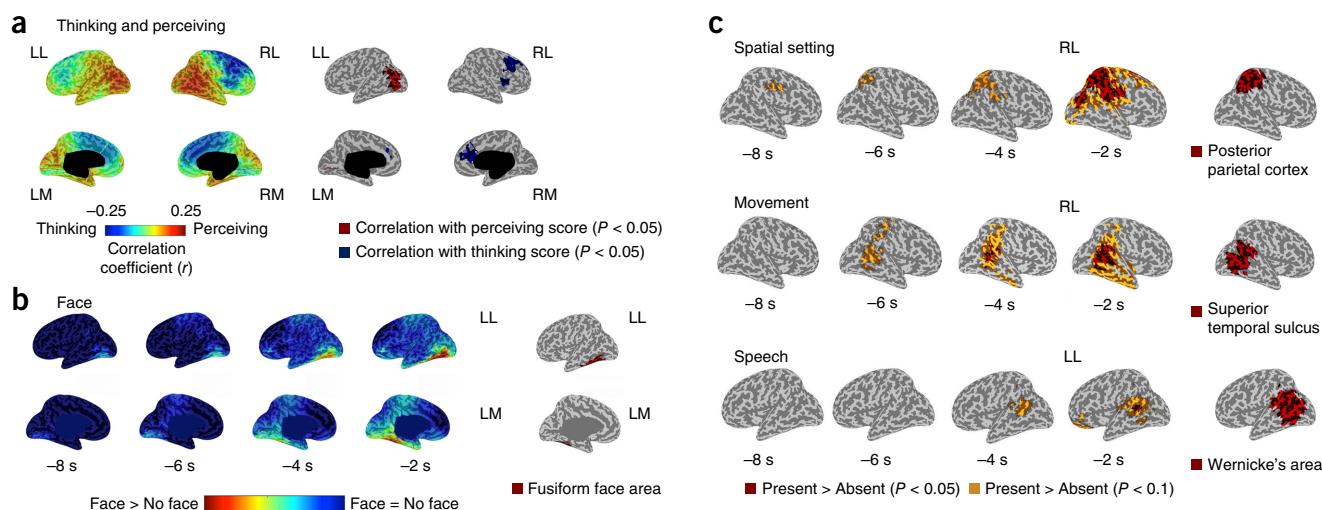 a
Thinking and perceiving
LL
RL
LL
RL
LM
RM
LM
RM
−0.25
0.25
Thinking
Perceiving
Correlation
coefficient (r)
Correlation with perceiving score (P < 0.05)
Correlation with thinking score (P < 0.05)
b
Face
LL
LL
LM
LM
−8 s
−6 s
−4 s
−2 s
Face > No face
Face = No face
Fusiform face area
c
Spatial setting
RL
−8 s
−6 s
−4 s
−2 s
Posterior
parietal cortex
Movement
RL
−8 s
−6 s
−4 s
−2 s
Superior
temporal sulcus
Speech
LL
−8 s
−6 s
−4 s
−2 s
Wernicke's area
Present > Absent (P < 0.05)
Present > Absent (P < 0.1)